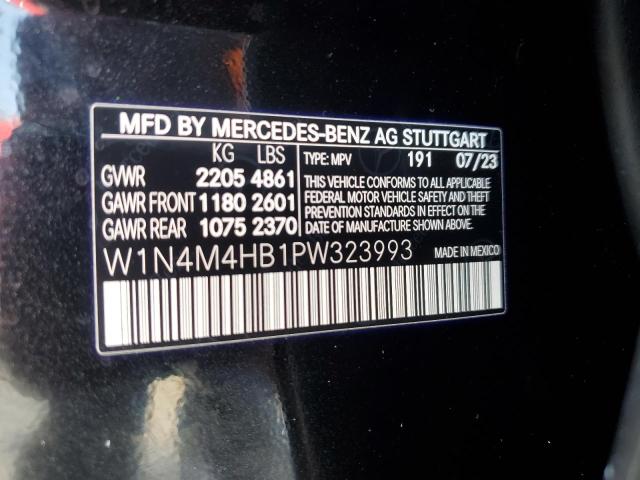 MFD BY MERCEDES-BENZ AG STUTTGART
KG LBS TYPE: MPV 191 07/23
GVWR 2205 4861 THIS VEHICLE CONFORMS TO ALL APPLICABLE
FEDERAL MOTOR VEHICLE SAFETY, BUMPER, AND
GAWR FRONT 1180 2601 THEFT PREVENTION STANDARDS IN EFFECT ON
GAWR REAR 1075 2370 THE DATE OF MANUFACTURE SHOWN ABOVE.
W1N4M4HB1PW323993 MADE IN MEXICO